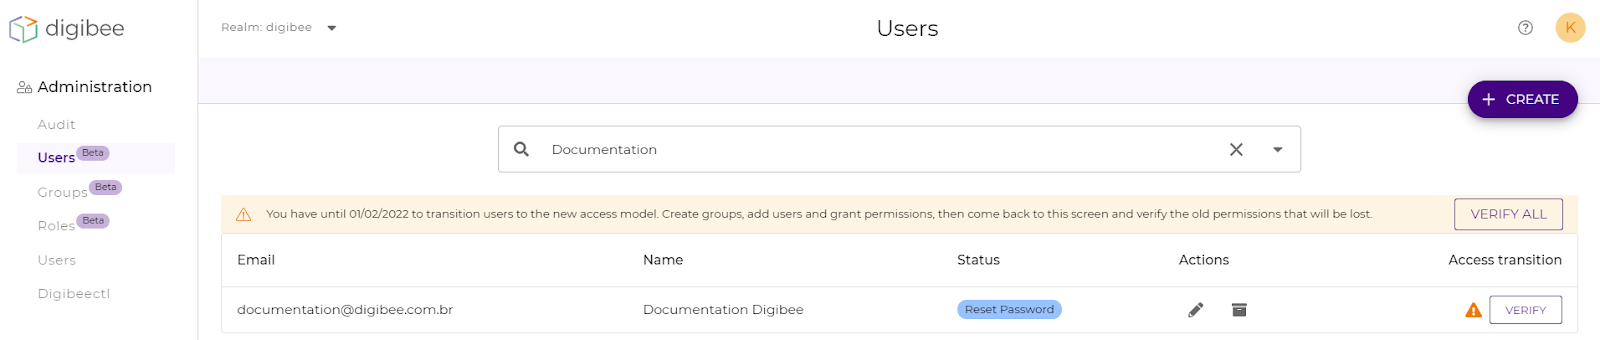 digibee
Realm: digibee
Users
K
Administration
Audit
Users Beta
Groups Beta
Roles Beta
Users
Digibeectl
+ CREATE
Documentation
You have until 01/02/2022 to transition users to the new access model. Create groups, add users and grant permissions, then come back to this screen and verify the old permissions that will be lost.
VERIFY ALL
Email Name Status Actions Access transition
documentation@digibee.com.br Documentation Digibee Reset Password VERIFY